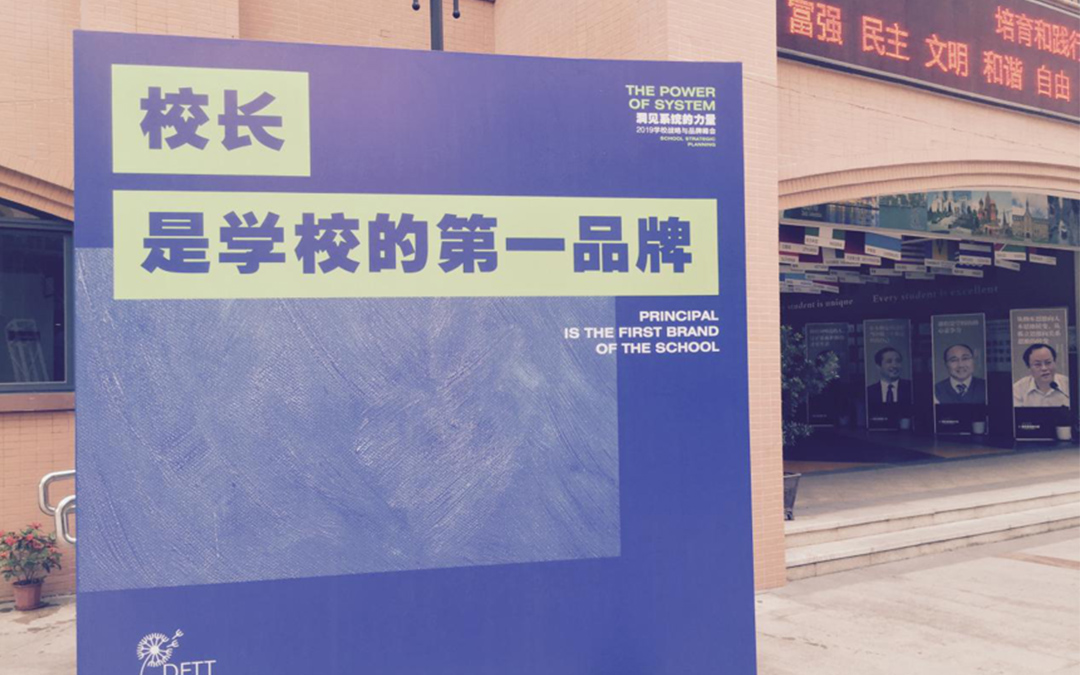 校长
是学校的第一品牌
THE POWER
OF SYSTEM
洞见系统的力量
2019学校战略与品牌峰会
SCHOOL STRATEGIC
PLANNING
PRINCIPAL
IS THE FIRST BRAND
OF THE SCHOOL
DETT
培育和践行
富强 民主 文明 和谐 自由
student is unique
Every student is excellent